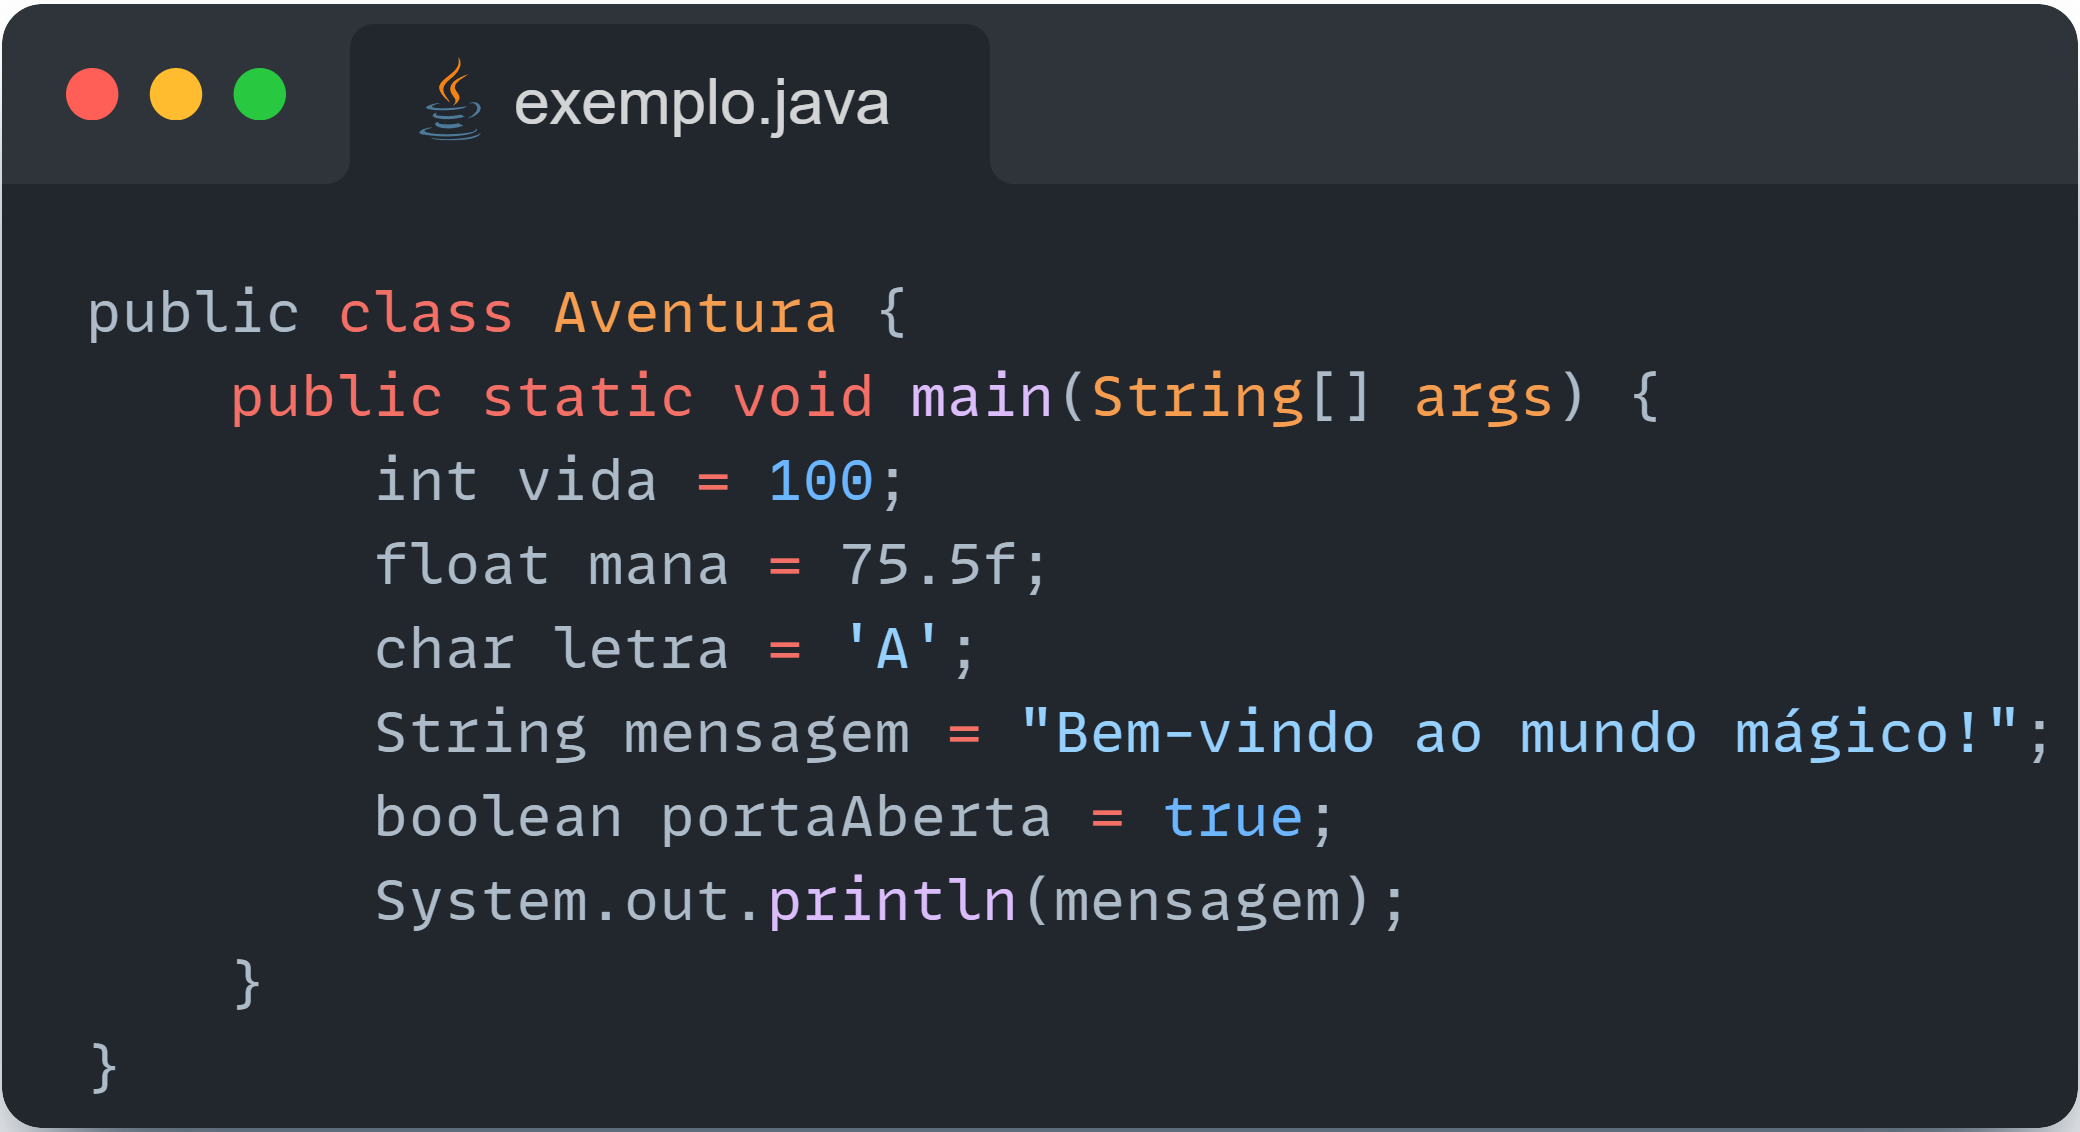 exemplo.java
public class Aventura {
    public static void main(String[] args) {
        int vida = 100;
        float mana = 75.5f;
        char letra = 'A';
        String mensagem = "Bem-vindo ao mundo mágico!";
        boolean portaAberta = true;
        System.out.println(mensagem);
    }
}